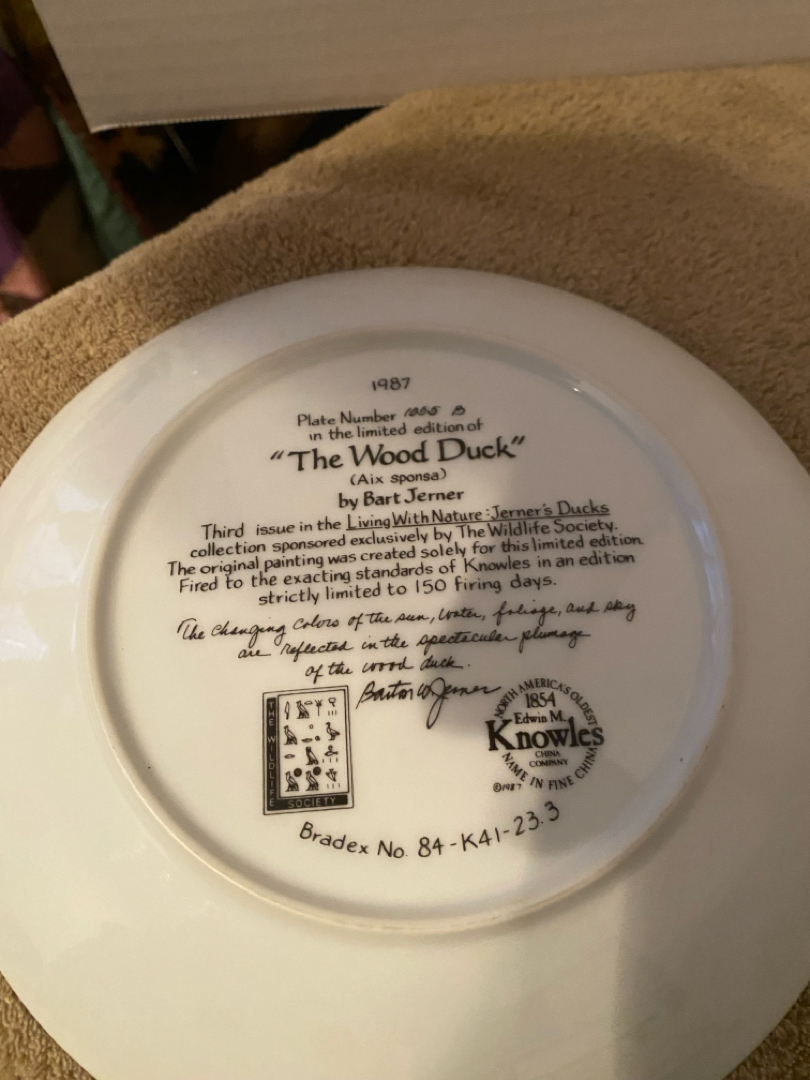 1987
Plate Number 1055 B
in the limited edition of
"The Wood Duck"
(Aix sponsa)
by Bart Jerner
Third issue in the Living With Nature: Jerner's Ducks
collection sponsored exclusively by The Wildlife Society.
The original painting was created solely for this limited edition.
Fired to the exacting standards of Knowles in an edition
strictly limited to 150 firing days.
The changing colors of the sun, water, foliage, and sky
are reflected in the spectacular plumage
of the wood duck.
Barton W Jerner
THE WILDLIFE
SOCIETY
NORTH AMERICA'S OLDEST
1854
Edwin M.
Knowles
CHINA
COMPANY
NAME IN FINE CHINA
©1987
Bradex No. 84-K41-23.3